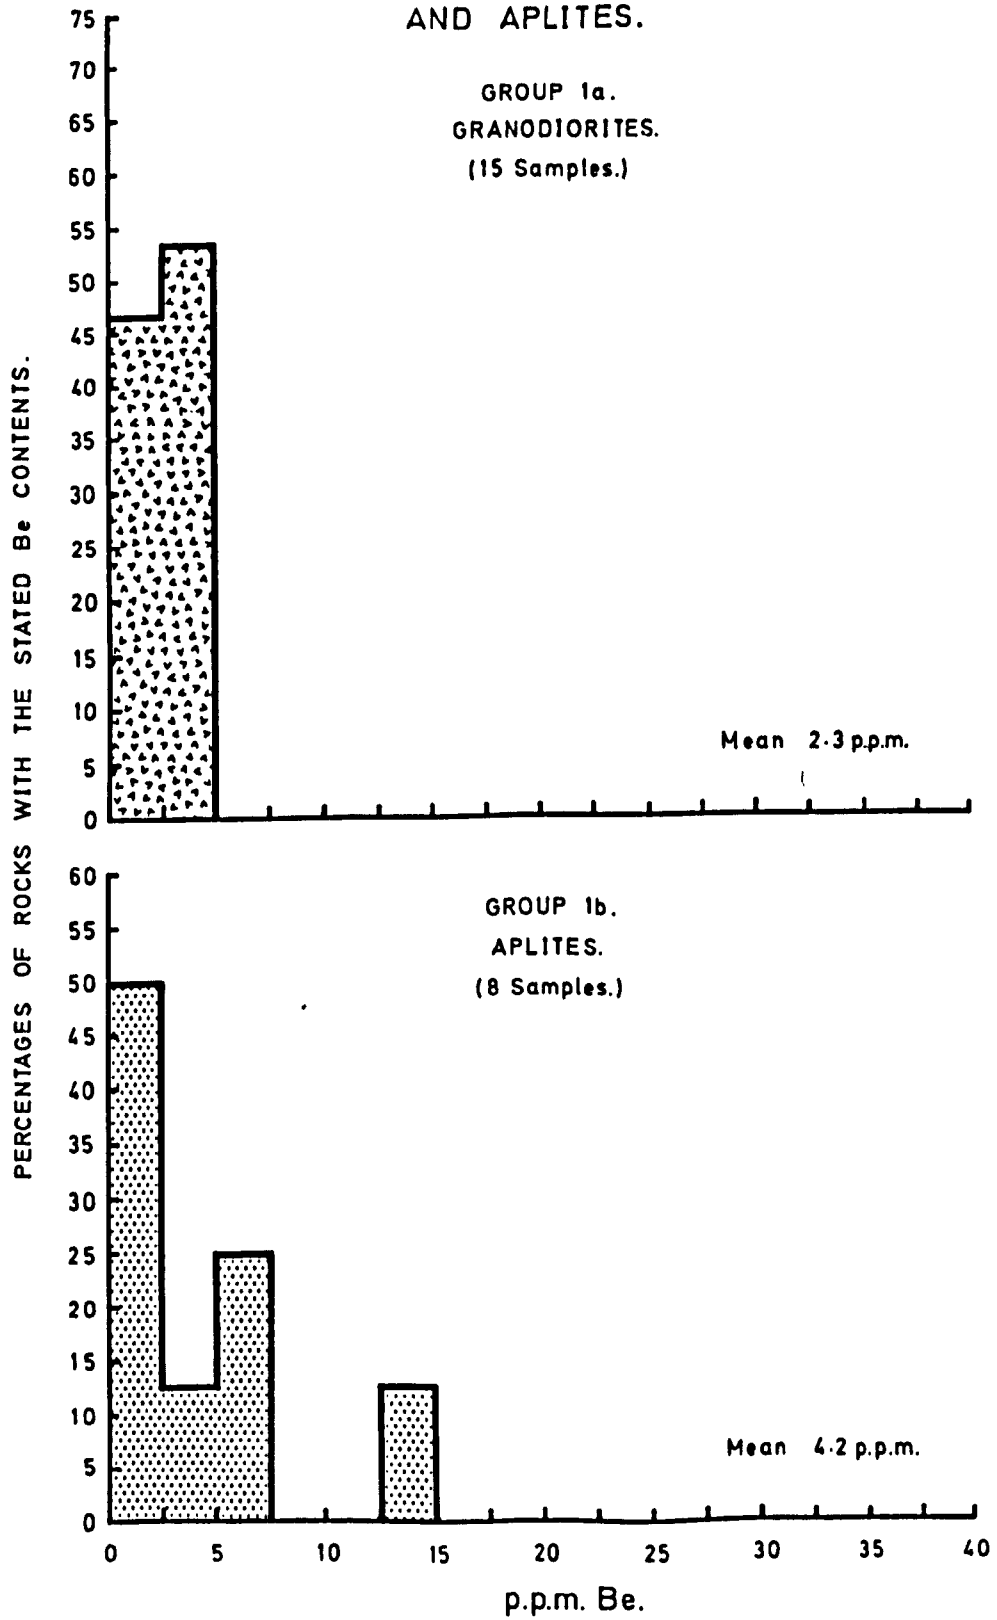 AND APLITES.
GROUP 1a.
GRANODIORITES.
(15 Samples.)
75
70
65
60
55
50
45
40
35
30
25
20
15
10
5
0
Mean 2·3 p.p.m.
PERCENTAGES OF ROCKS WITH THE STATED Be CONTENTS.
GROUP 1b.
APLITES.
(8 Samples.)
60
55
50
45
40
35
30
25
20
15
10
5
0
Mean 4·2 p.p.m.
0 5 10 15 20 25 30 35 40
p.p.m. Be.